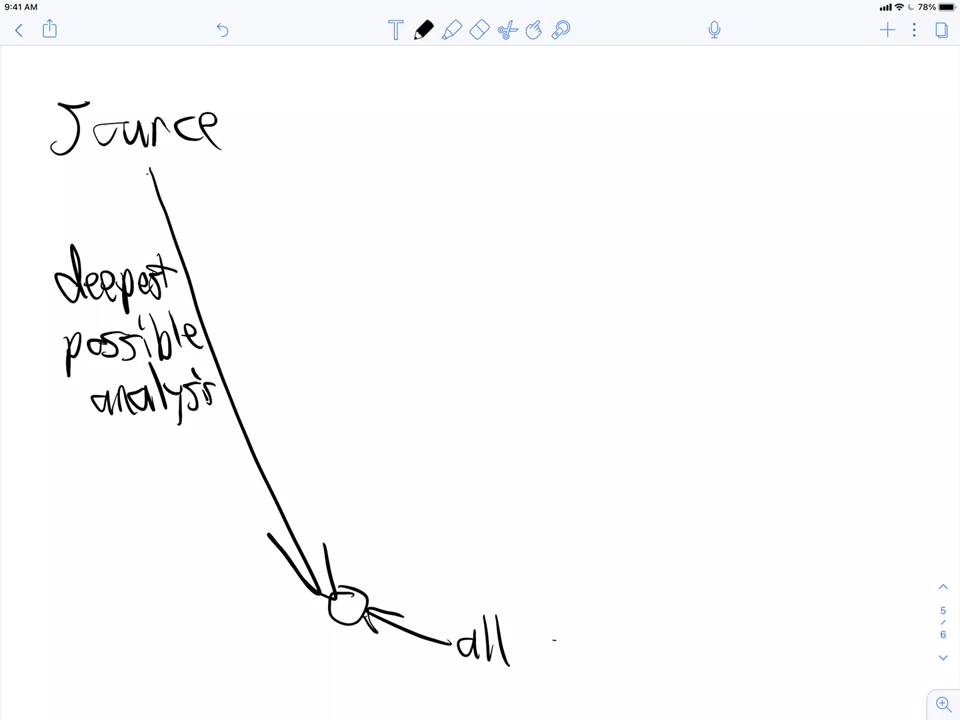 9:41 AM
78%
T
Source
deepest
possible
analysis
all
5
/
6